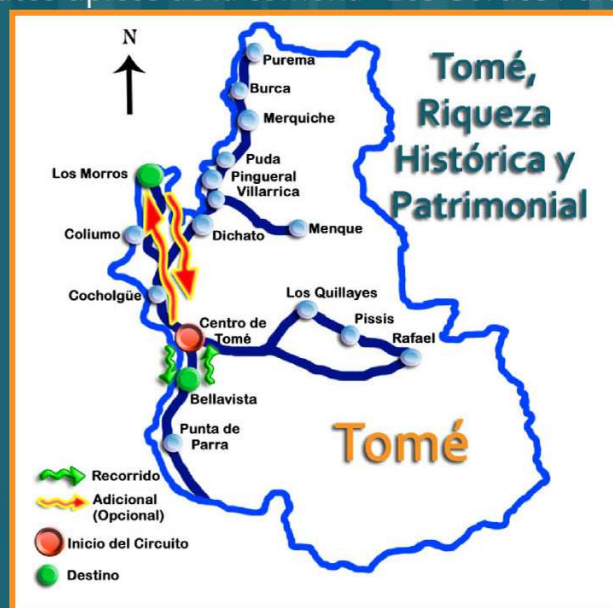 N
Tomé,
Riqueza
Histórica y
Patrimonial
Purema
Burca
Merquiche
Puda
Pingueral
Villarrica
Los Morros
Menque
Coliumo
Dichato
Cocholgüe
Los Quillayes
Centro de
Tomé
Pissis
Rafael
Bellavista
Punta de
Parra
Tomé
Recorrido
Adicional
(Opcional)
Inicio del Circuito
Destino